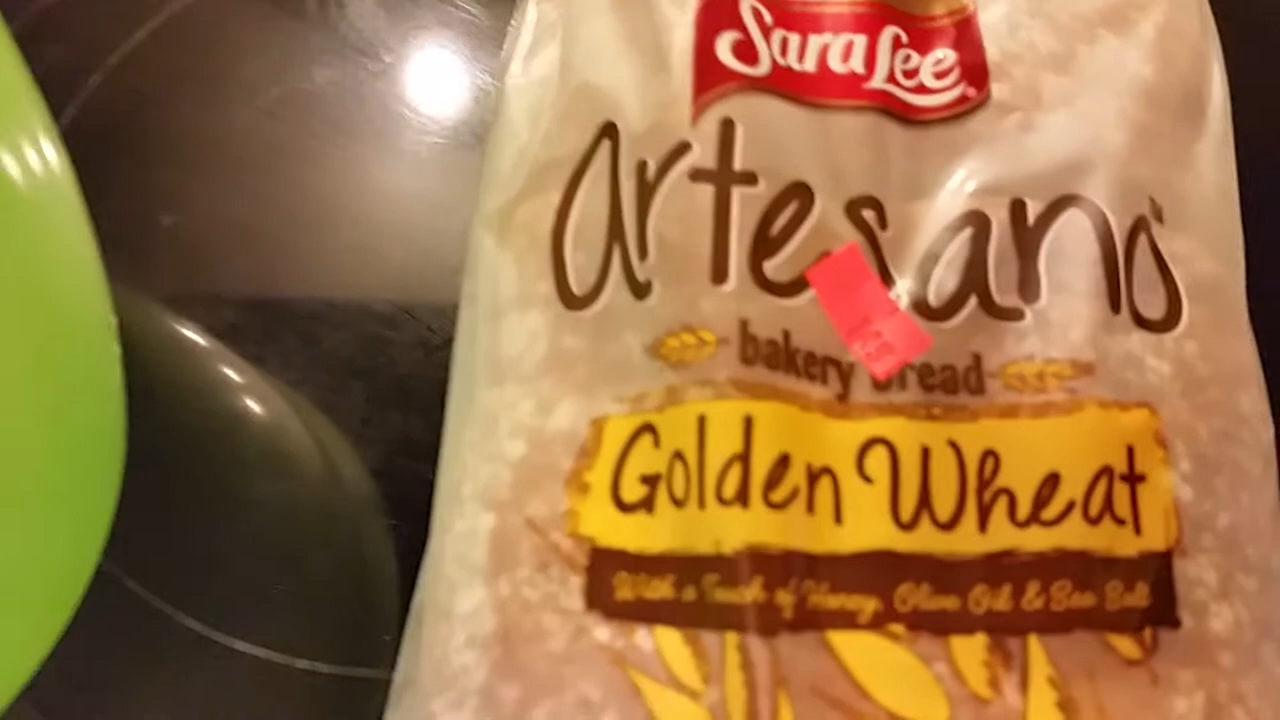 Sara Lee
artesano
bakery bread
Golden Wheat
With a Touch of Honey, Olive Oil & Sea Salt